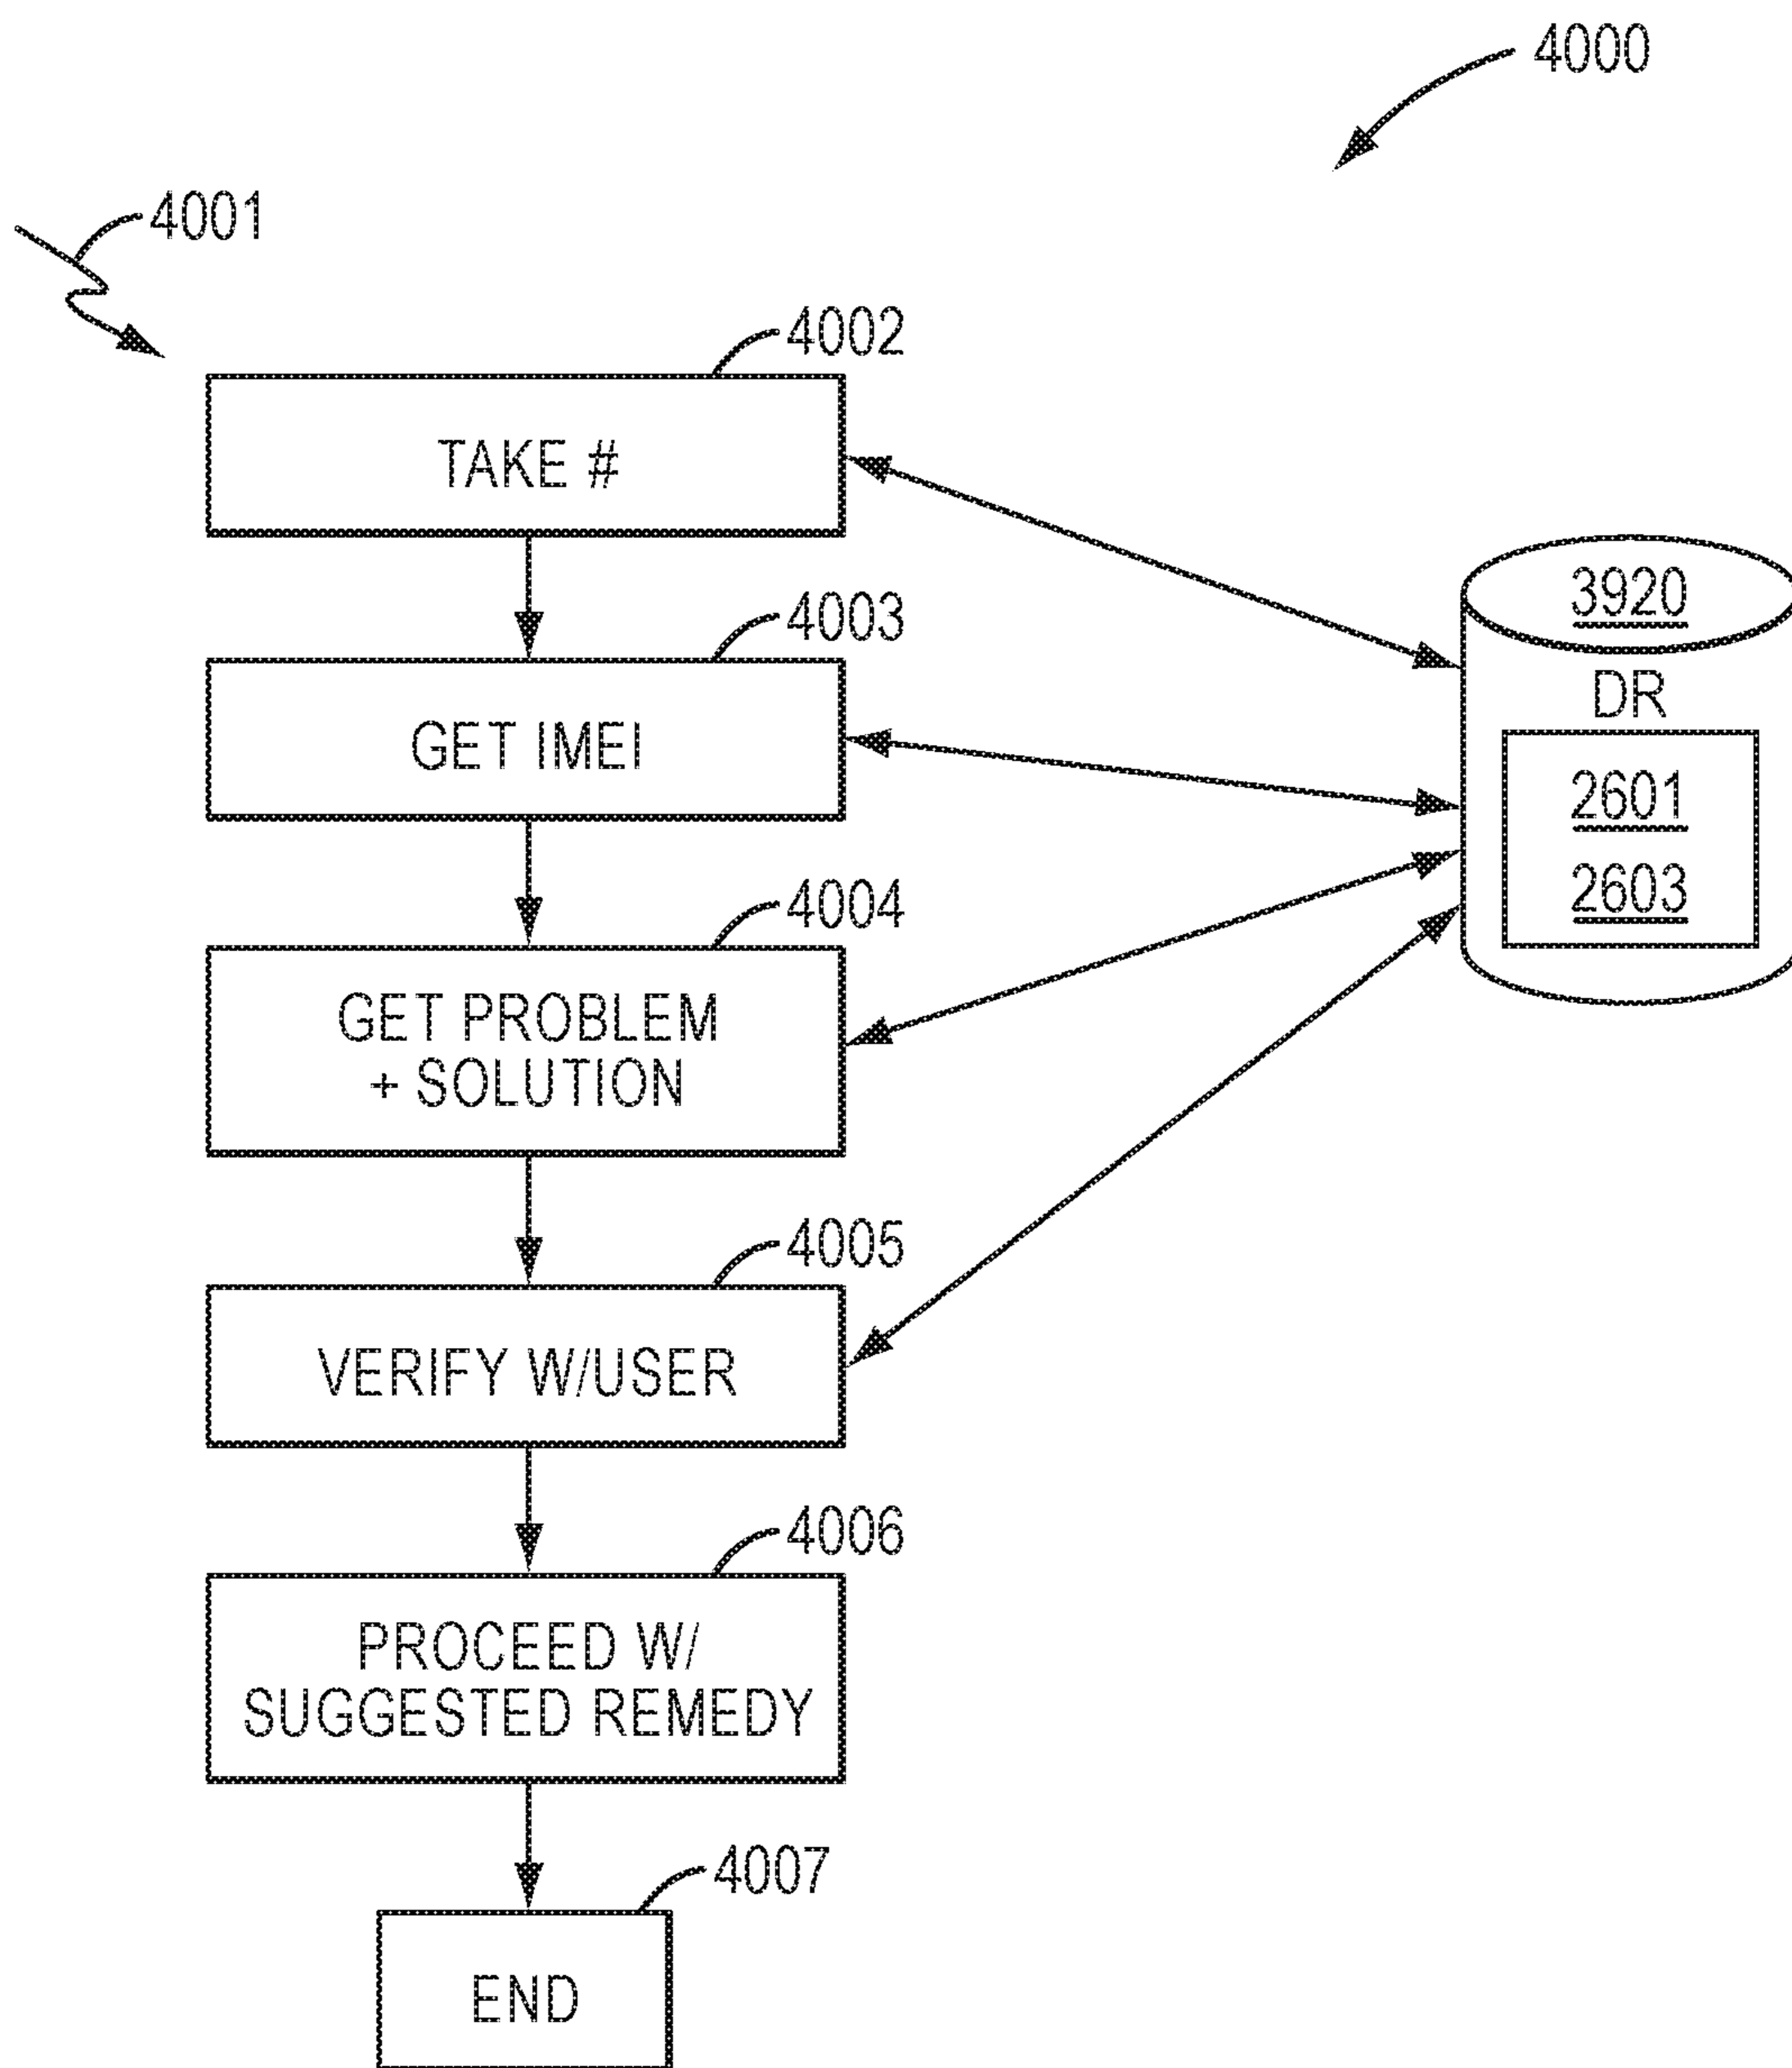 4000
4001
4002
TAKE #
3920
DR
2601
2603
4003
GET IMEI
4004
GET PROBLEM
+ SOLUTION
4005
VERIFY W/USER
4006
PROCEED W/
SUGGESTED REMEDY
4007
END